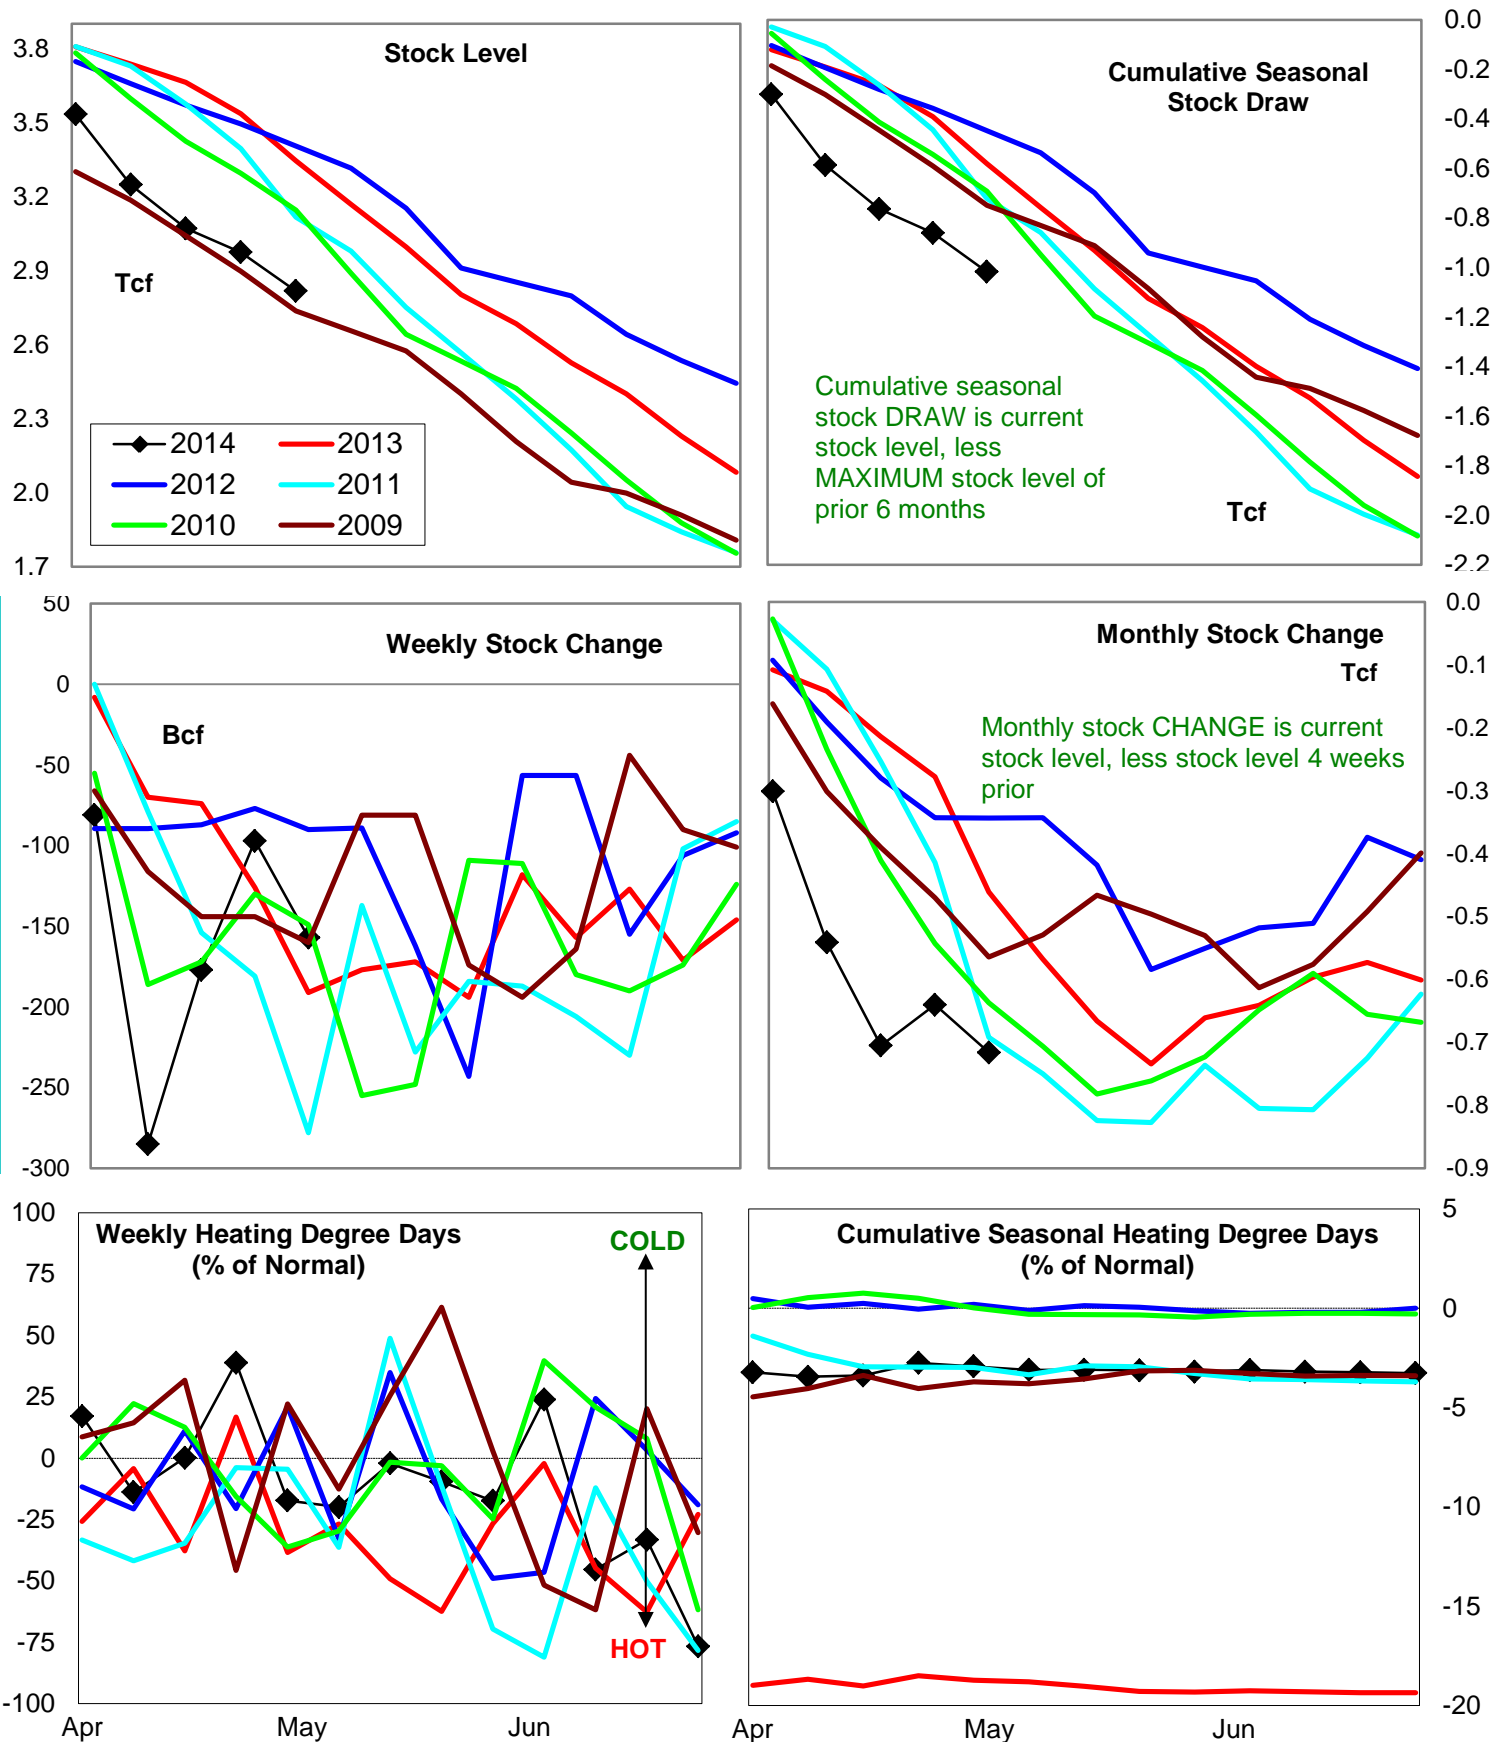 Stock Level
3.8
3.5
3.2
2.9
2.6
2.3
2.0
1.7
Tcf
2014
2013
2012
2011
2010
2009
Cumulative Seasonal
Stock Draw
0.0
-0.2
-0.4
-0.6
-0.8
-1.0
-1.2
-1.4
-1.6
-1.8
-2.0
-2.2
Cumulative seasonal
stock DRAW is current
stock level, less
MAXIMUM stock level of
prior 6 months
Tcf
Weekly Stock Change
50
0
-50
-100
-150
-200
-250
-300
Bcf
Monthly Stock Change
Tcf
0.0
-0.1
-0.2
-0.3
-0.4
-0.5
-0.6
-0.7
-0.8
-0.9
Monthly stock CHANGE is current
stock level, less stock level 4 weeks
prior
Weekly Heating Degree Days
(% of Normal)
100
75
50
25
0
-25
-50
-75
-100
COLD
HOT
Apr
May
Jun
Cumulative Seasonal Heating Degree Days
(% of Normal)
5
0
-5
-10
-15
-20
Apr
May
Jun